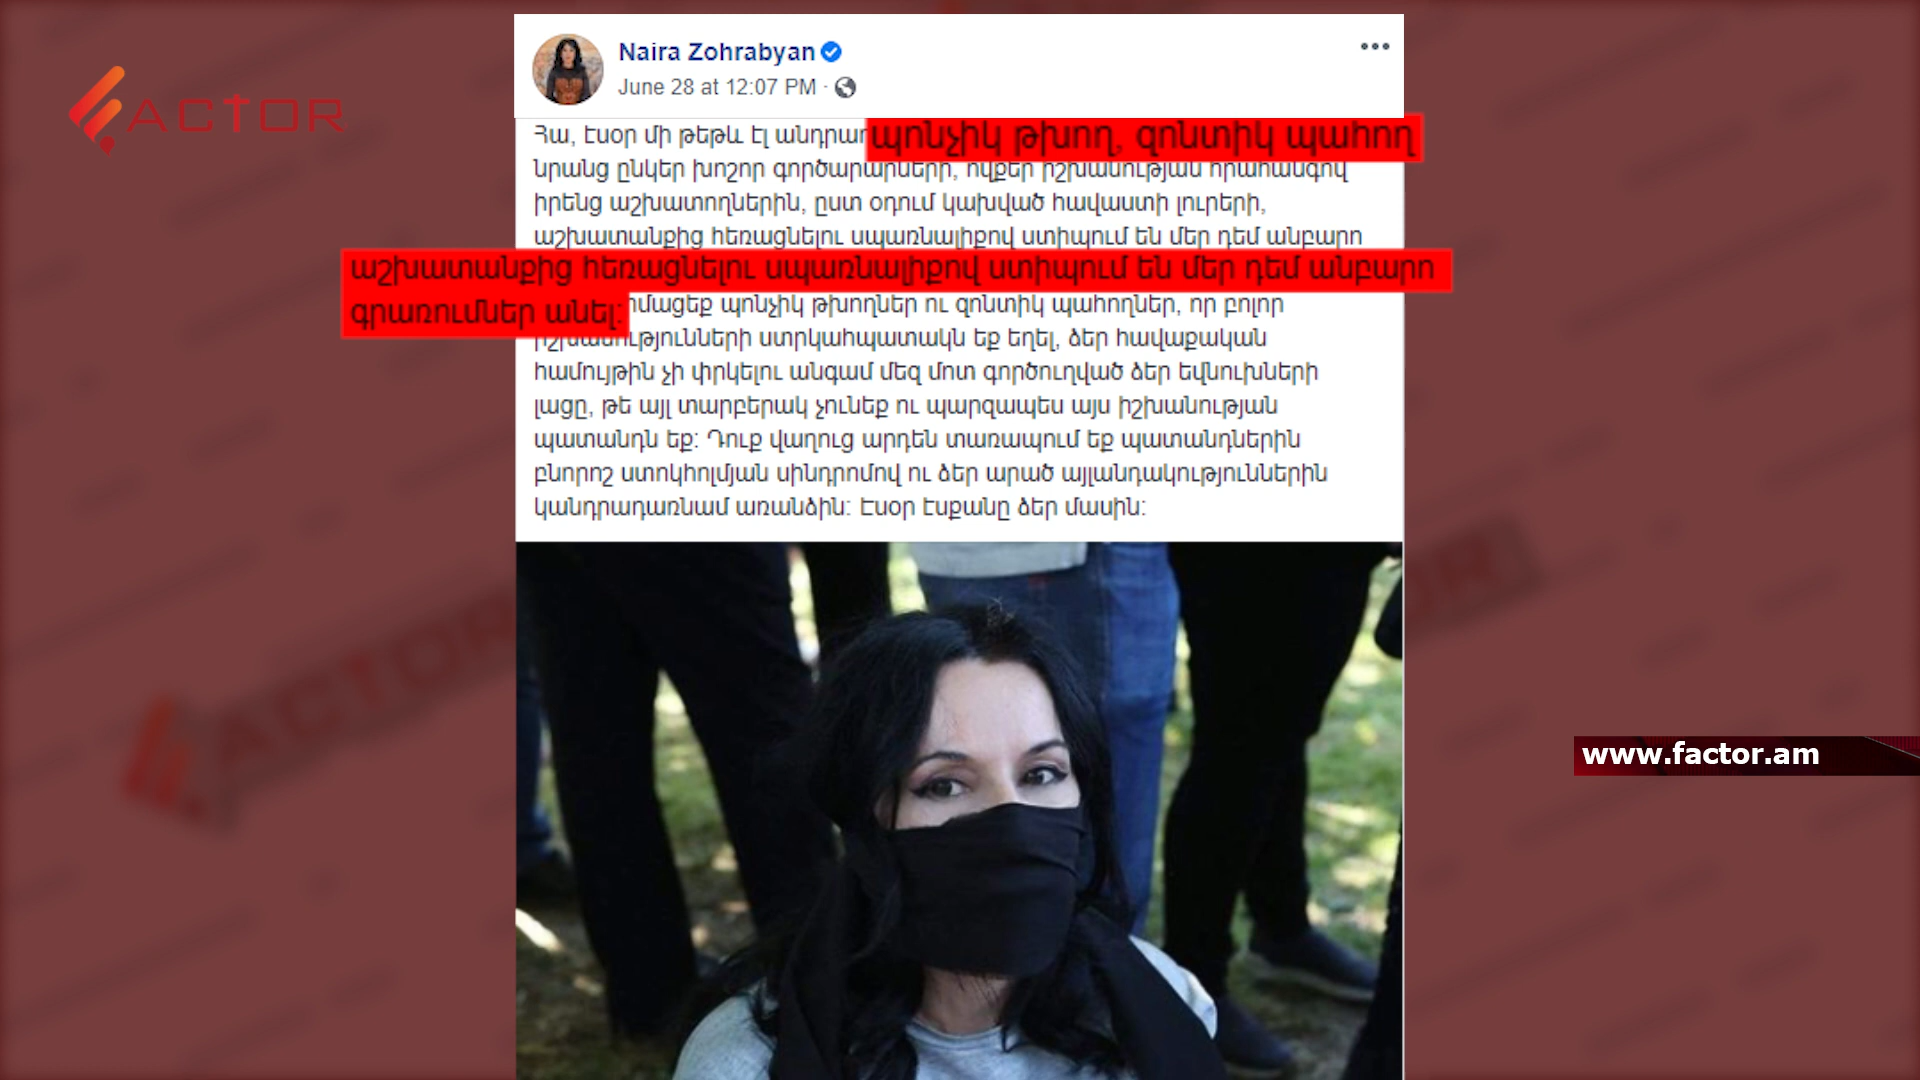 FACTOR
Naira Zohrabyan
June 28 at 12:07 PM ·
Հա, էսօր մի թեթև էլ անդրադ
պոնչիկ թխող, զոնտիկ պահող
նրանց ընկեր խոշոր գործարարների, ովքեր իշխանության հրահանգով
իրենց աշխատողներին, ըստ օդում կախված հավաստի լուրերի,
աշխատանքից հեռացնելու սպառնալիքով ստիպում են մեր դեմ անբարո
աշխատանքից հեռացնելու սպառնալիքով ստիպում են մեր դեմ անբարո
գրառումներ անել:
իմացեք պոնչիկ թխողներ ու զոնտիկ պահողներ, որ բոլոր
իշխանությունների ստրկահպատակն եք եղել, ձեր հավաքական
համույթին չի փրկելու անգամ մեզ մոտ գործուղված ձեր եվնուխների
լացը, թե այլ տարբերակ չունեք ու պարզապես այս իշխանության
պատանդն եք: Դուք վաղուց արդեն տառապում եք պատանդներին
բնորոշ ստոկհոլմյան սինդրոմով ու ձեր արած այլանդակություններին
կանդրադառնամ առանձին: Էսօր էսքանը ձեր մասին:
www.factor.am
ACTOR